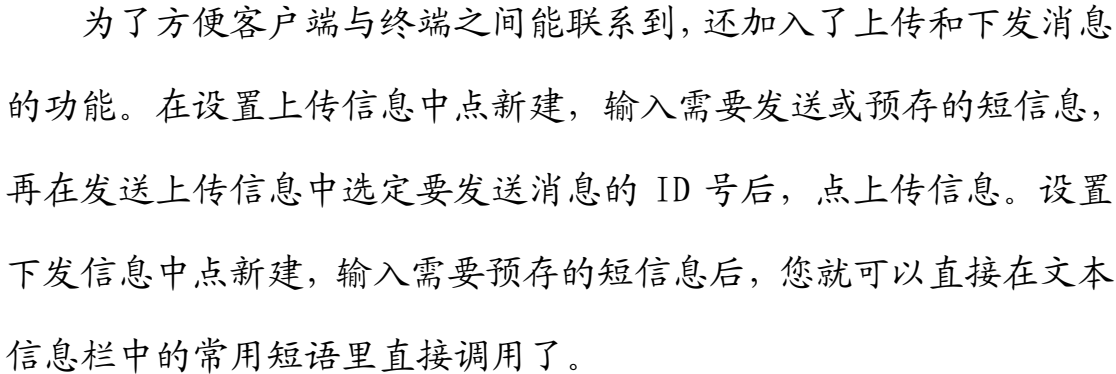 为了方便客户端与终端之间能联系到，还加入了上传和下发消息
的功能。在设置上传信息中点新建，输入需要发送或预存的短信息，
再在发送上传信息中选定要发送消息的 ID 号后，点上传信息。设置
下发信息中点新建，输入需要预存的短信息后，您就可以直接在文本
信息栏中的常用短语里直接调用了。